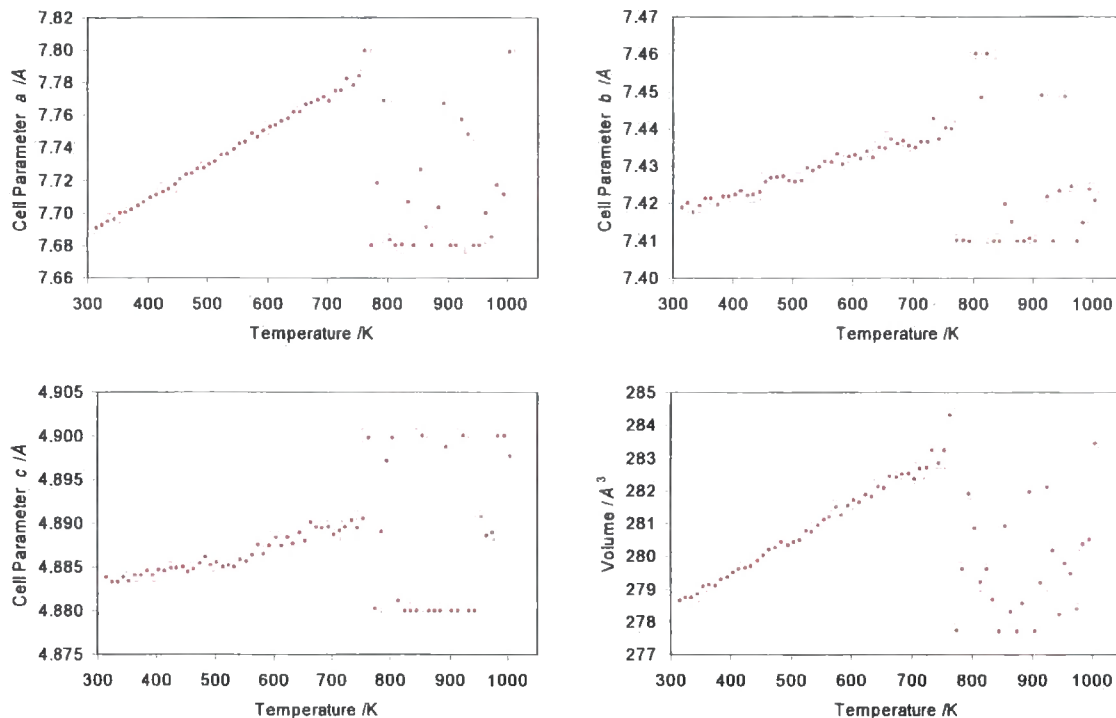 Cell Parameter a /Å
7.82
7.80
7.78
7.76
7.74
7.72
7.70
7.68
7.66
300 400 500 600 700 800 900 1000
Temperature /K
Cell Parameter b /Å
7.47
7.46
7.45
7.44
7.43
7.42
7.41
7.40
300 400 500 600 700 800 900 1000
Temperature /K
Cell Parameter c /Å
4.905
4.900
4.895
4.890
4.885
4.880
4.875
300 400 500 600 700 800 900 1000
Temperature /K
Volume /Å³
285
284
283
282
281
280
279
278
277
300 400 500 600 700 800 900 1000
Temperature /K